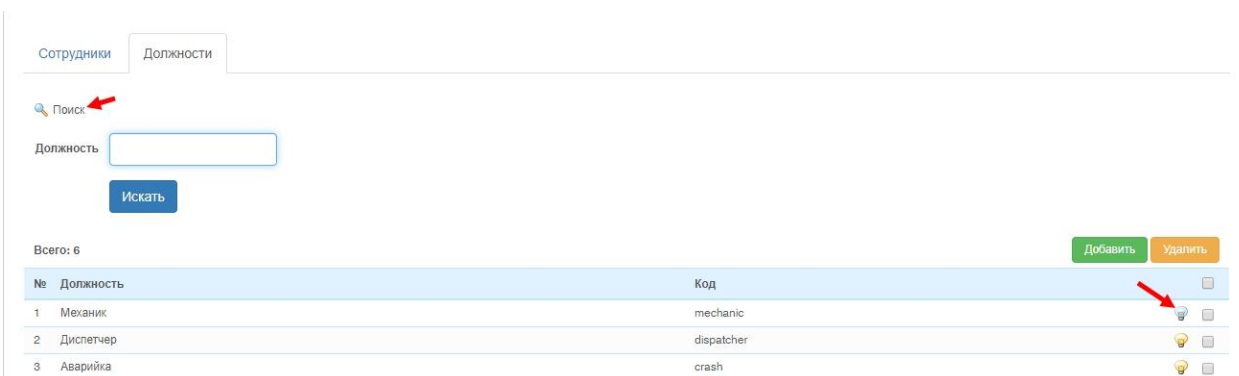 Сотрудники Должности
Поиск
Должность
Искать
Всего: 6 Добавить Удалить
№ Должность Код
1 Механик mechanic
2 Диспетчер dispatcher
3 Аварийка crash